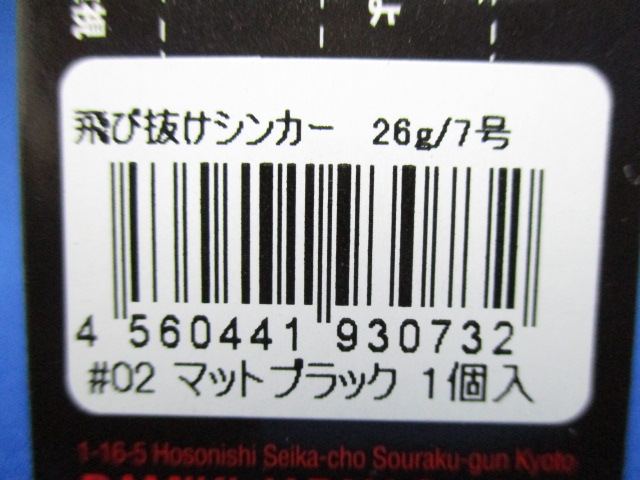 飛び抜けシンカー 26g/7号
4 560441 930732
#02 マットブラック 1個入
1-16-5 Hosonishi Seika-cho Souraku-gun Kyoto